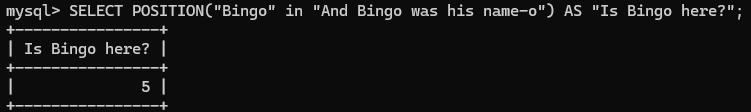 mysql> SELECT POSITION("Bingo" in "And Bingo was his name-o") AS "Is Bingo here?";
+----------------+
| Is Bingo here? |
+----------------+
|              5 |
+----------------+